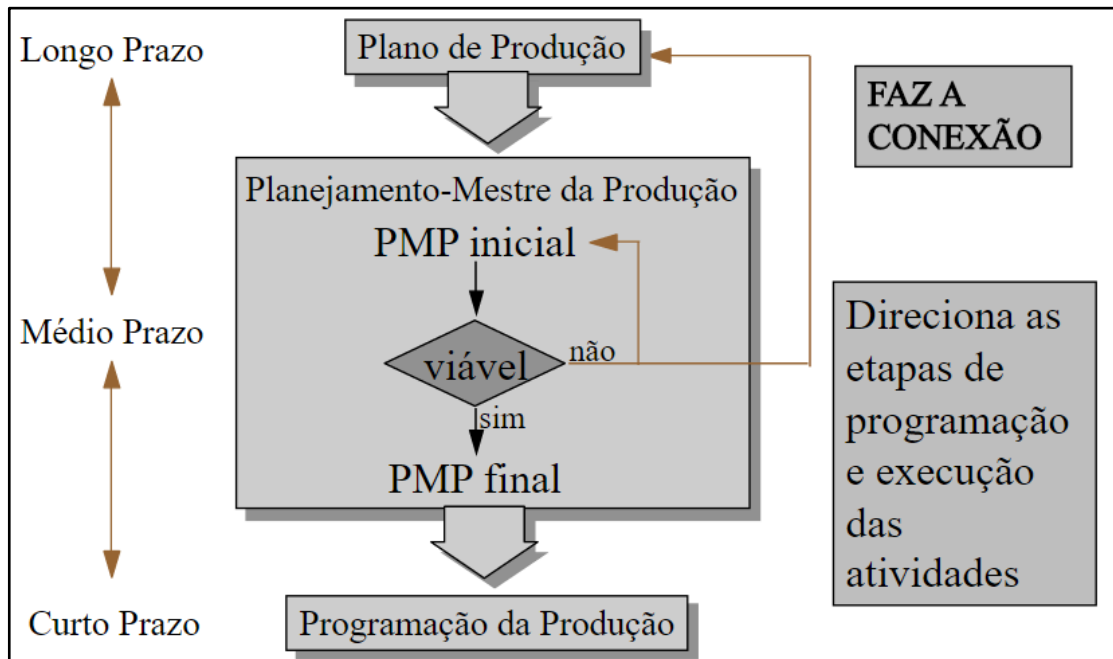 Longo Prazo
Plano de Produção
FAZ A
CONEXÃO
Planejamento-Mestre da Produção
PMP inicial
Médio Prazo
viável
não
sim
PMP final
Direciona as
etapas de
programação
e execução
das
atividades
Curto Prazo
Programação da Produção